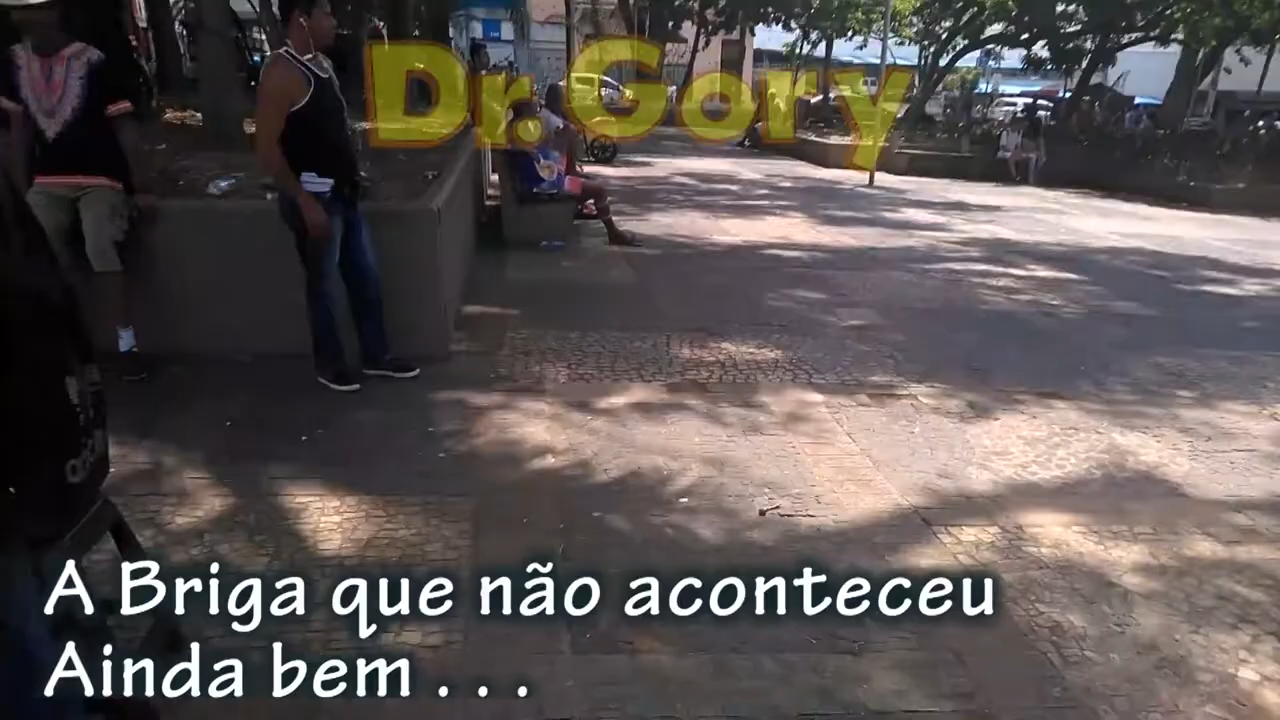 Dr. Gory
A Briga que não aconteceu
Ainda bem . . .